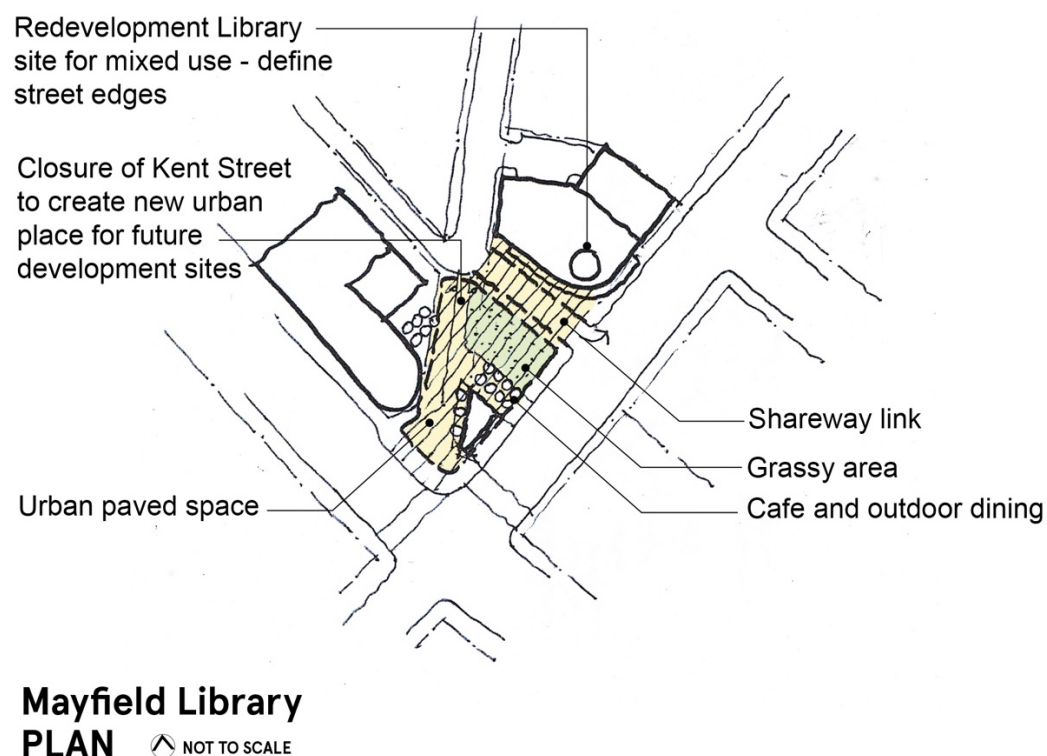 Redevelopment Library
site for mixed use - define
street edges
Closure of Kent Street
to create new urban
place for future
development sites
Urban paved space
Shareway link
Grassy area
Cafe and outdoor dining
Mayfield Library
PLAN
NOT TO SCALE